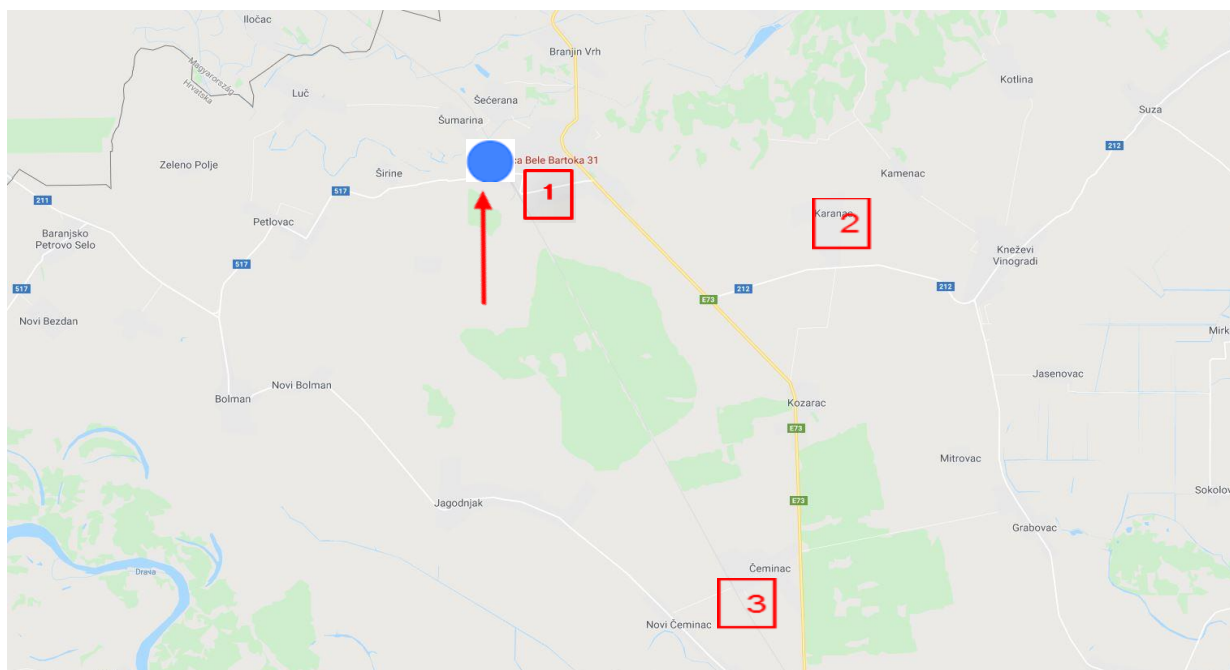 Iločac
Branjin Vrh
Magyarország
Hrvatska
Kotlina
Luč
Šećerana
Suza
Šumarina
212
ca Bele Bartoka 31
Zeleno Polje
Širine
Kamenac
517
1
211
Karanac
2
Petlovac
Baranjsko
Petrovo Selo
Kneževi
Vinogradi
517
517
212
212
E73
Novi Bezdan
Mirk
Jasenovac
Novi Bolman
Bolman
Kozarac
E73
Mitrovac
Sokolov
E73
Jagodnjak
Grabovac
Drava
Čeminac
3
Novi Čeminac